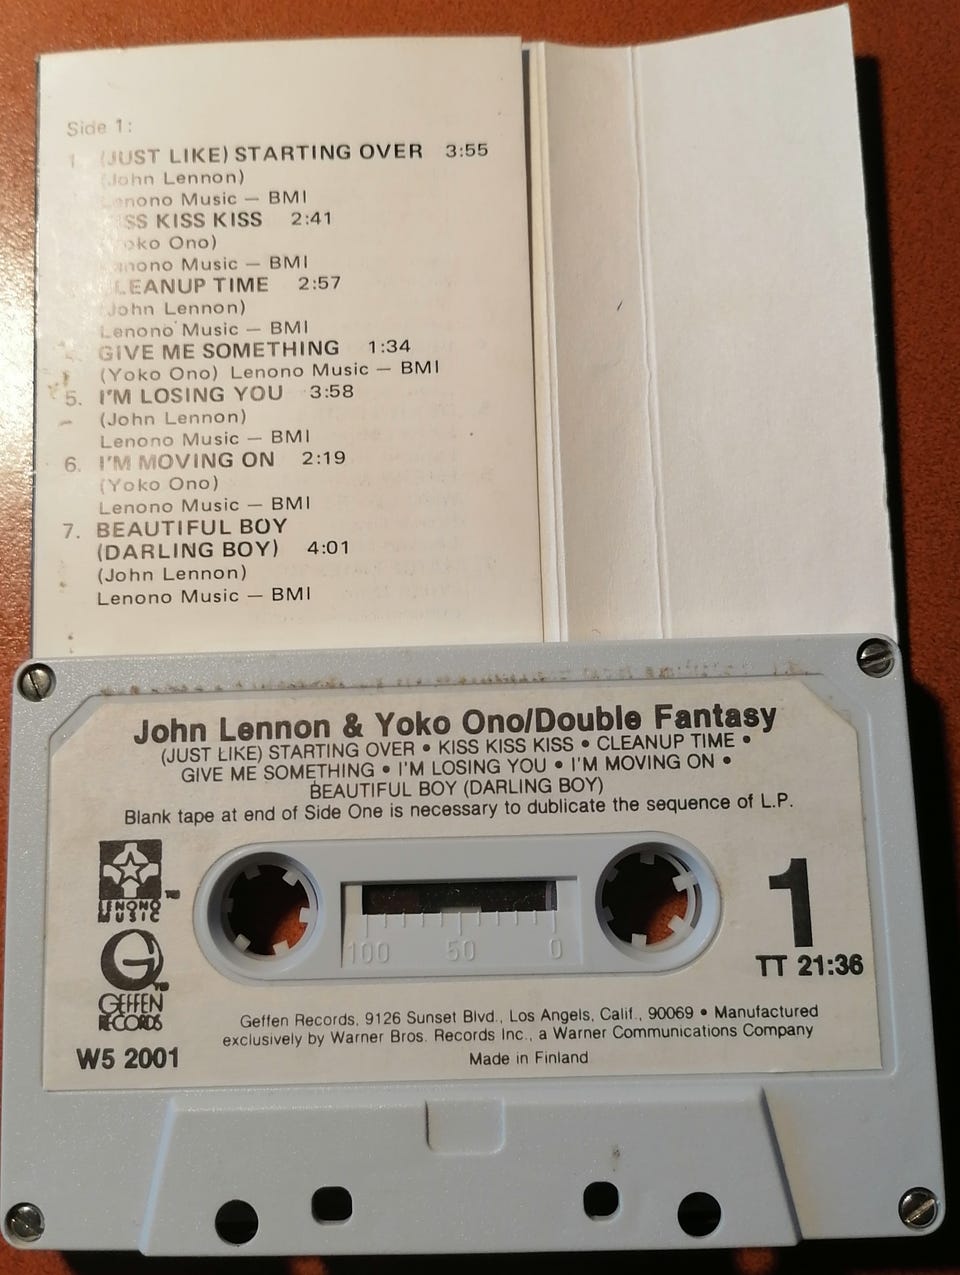 Side 1:
1. (JUST LIKE) STARTING OVER 3:55
(John Lennon)
Lenono Music — BMI
ISS KISS KISS 2:41
Yoko Ono)
Lenono Music — BMI
CLEANUP TIME 2:57
(John Lennon)
Lenono Music — BMI
4. GIVE ME SOMETHING 1:34
(Yoko Ono) Lenono Music — BMI
5. I'M LOSING YOU 3:58
(John Lennon)
Lenono Music — BMI
6. I'M MOVING ON 2:19
(Yoko Ono)
Lenono Music — BMI
7. BEAUTIFUL BOY
(DARLING BOY) 4:01
(John Lennon)
Lenono Music — BMI
John Lennon & Yoko Ono/Double Fantasy
(JUST LIKE) STARTING OVER • KISS KISS KISS • CLEANUP TIME •
GIVE ME SOMETHING • I'M LOSING YOU • I'M MOVING ON •
BEAUTIFUL BOY (DARLING BOY)
Blank tape at end of Side One is necessary to dublicate the sequence of L.P.
LENONO TM
MUSIC
G TM
GEFFEN
RECORDS
W5 2001
100 50 0
1
TT 21:36
Geffen Records, 9126 Sunset Blvd., Los Angels, Calif., 90069 • Manufactured
exclusively by Warner Bros. Records Inc., a Warner Communications Company
Made in Finland